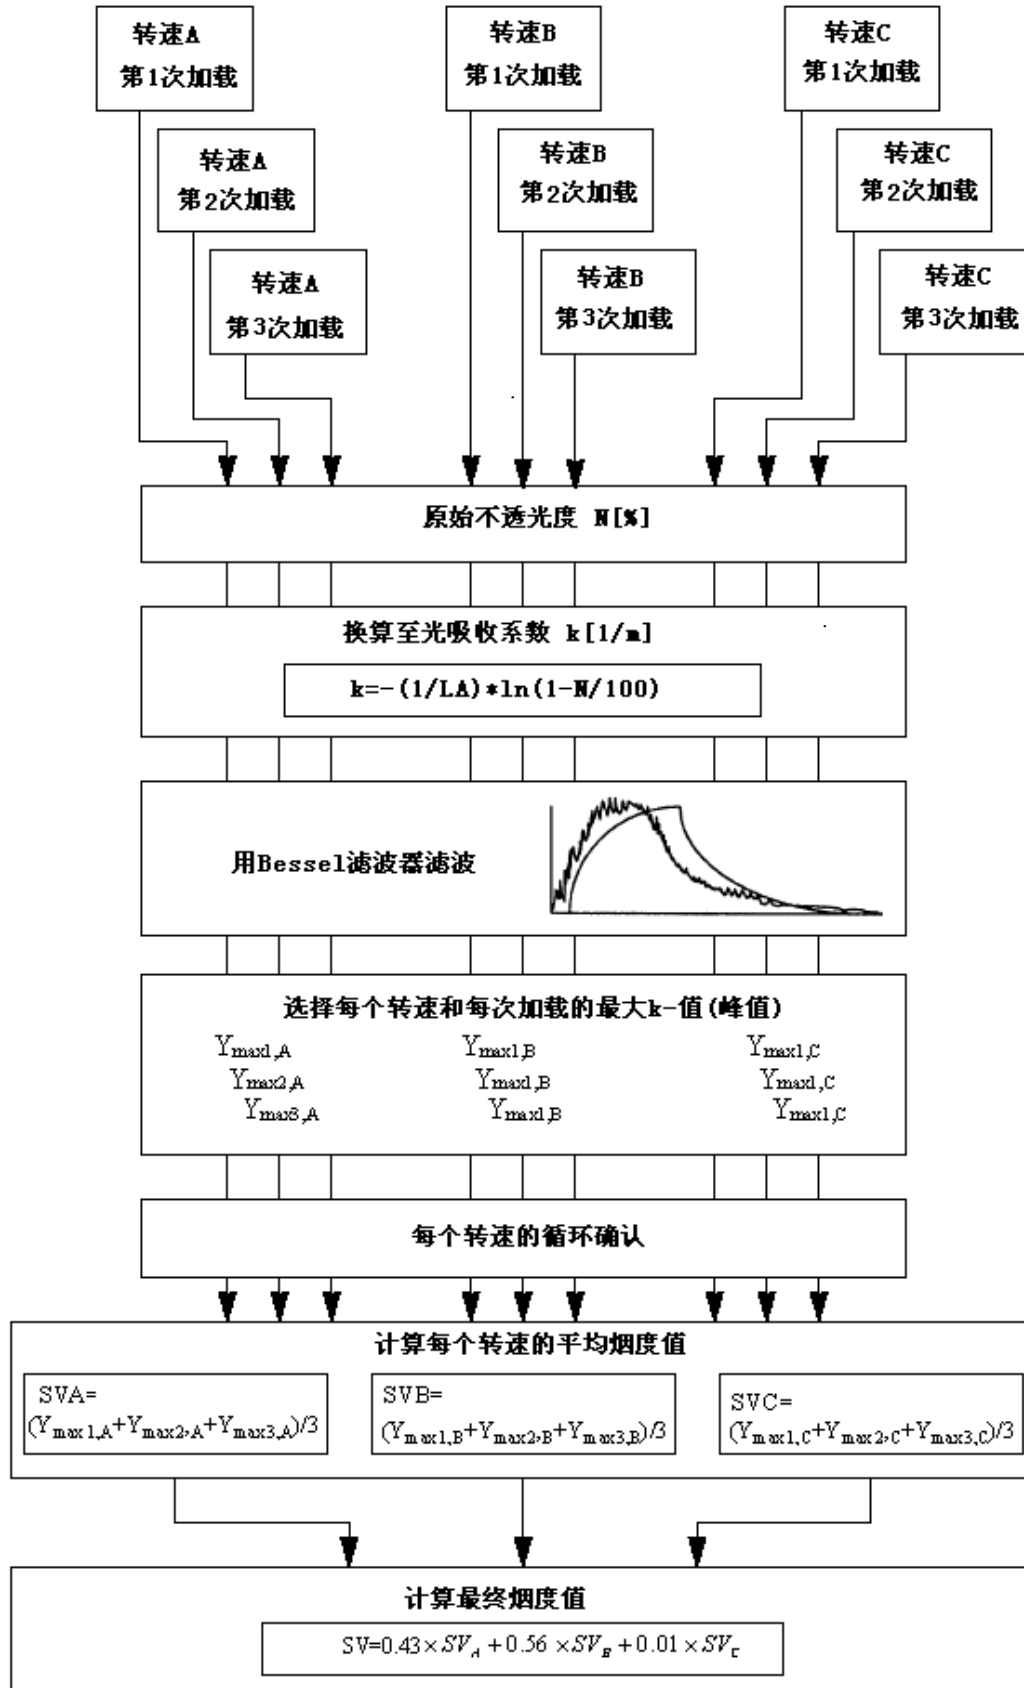 转速A
第1次加载
转速B
第1次加载
转速C
第1次加载
转速A
第2次加载
转速B
第2次加载
转速C
第2次加载
转速A
第3次加载
转速B
第3次加载
转速C
第3次加载
原始不透光度 N[%]
换算至光吸收系数 k[1/m]
k=-(1/LA)*ln(1-N/100)
用Bessel滤波器滤波
选择每个转速和每次加载的最大k-值(峰值)
Ymax1,A Ymax1,B Ymax1,C
Ymax2,A Ymax1,B Ymax1,C
Ymax3,A Ymax1,B Ymax1,C
每个转速的循环确认
计算每个转速的平均烟度值
SVA=
(Ymax1,A+Ymax2,A+Ymax3,A)/3
SVB=
(Ymax1,B+Ymax2,B+Ymax3,B)/3
SVC=
(Ymax1,C+Ymax2,C+Ymax3,C)/3
计算最终烟度值
SV=0.43×SVA+0.56×SVB+0.01×SVC